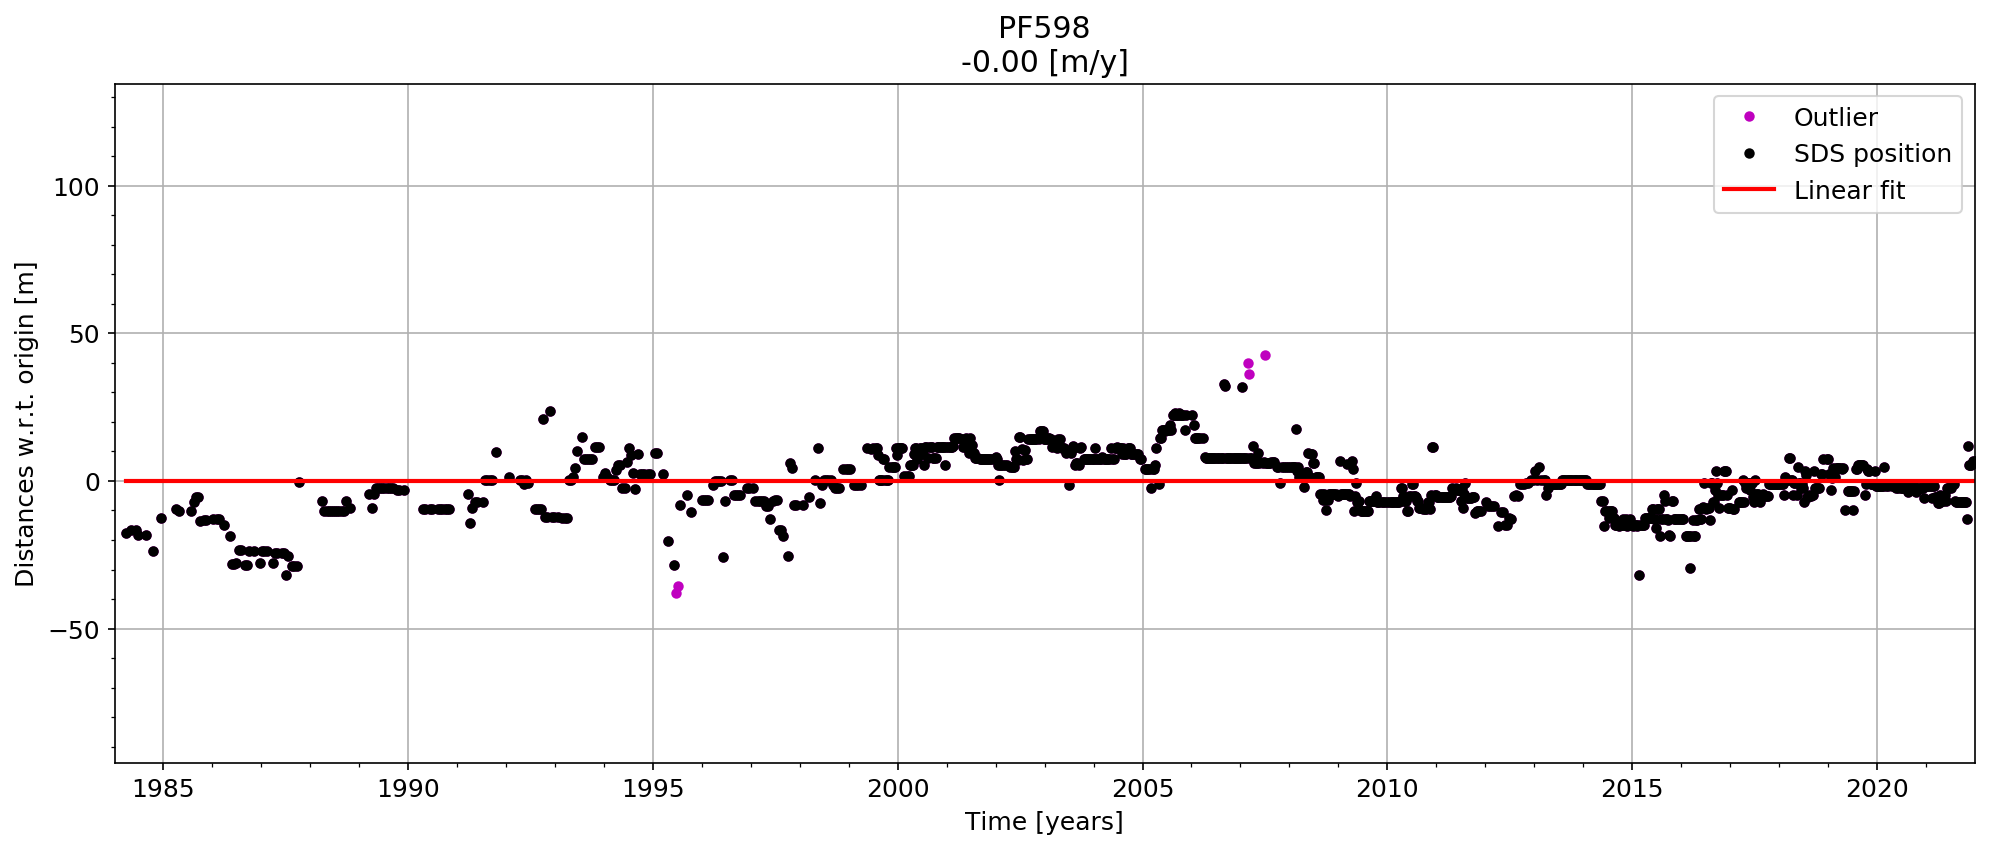 PF598
-0.00 [m/y]
Outlier
SDS position
Linear fit
Distances w.r.t. origin [m]
100
50
0
−50
1985 1990 1995 2000 2005 2010 2015 2020
Time [years]